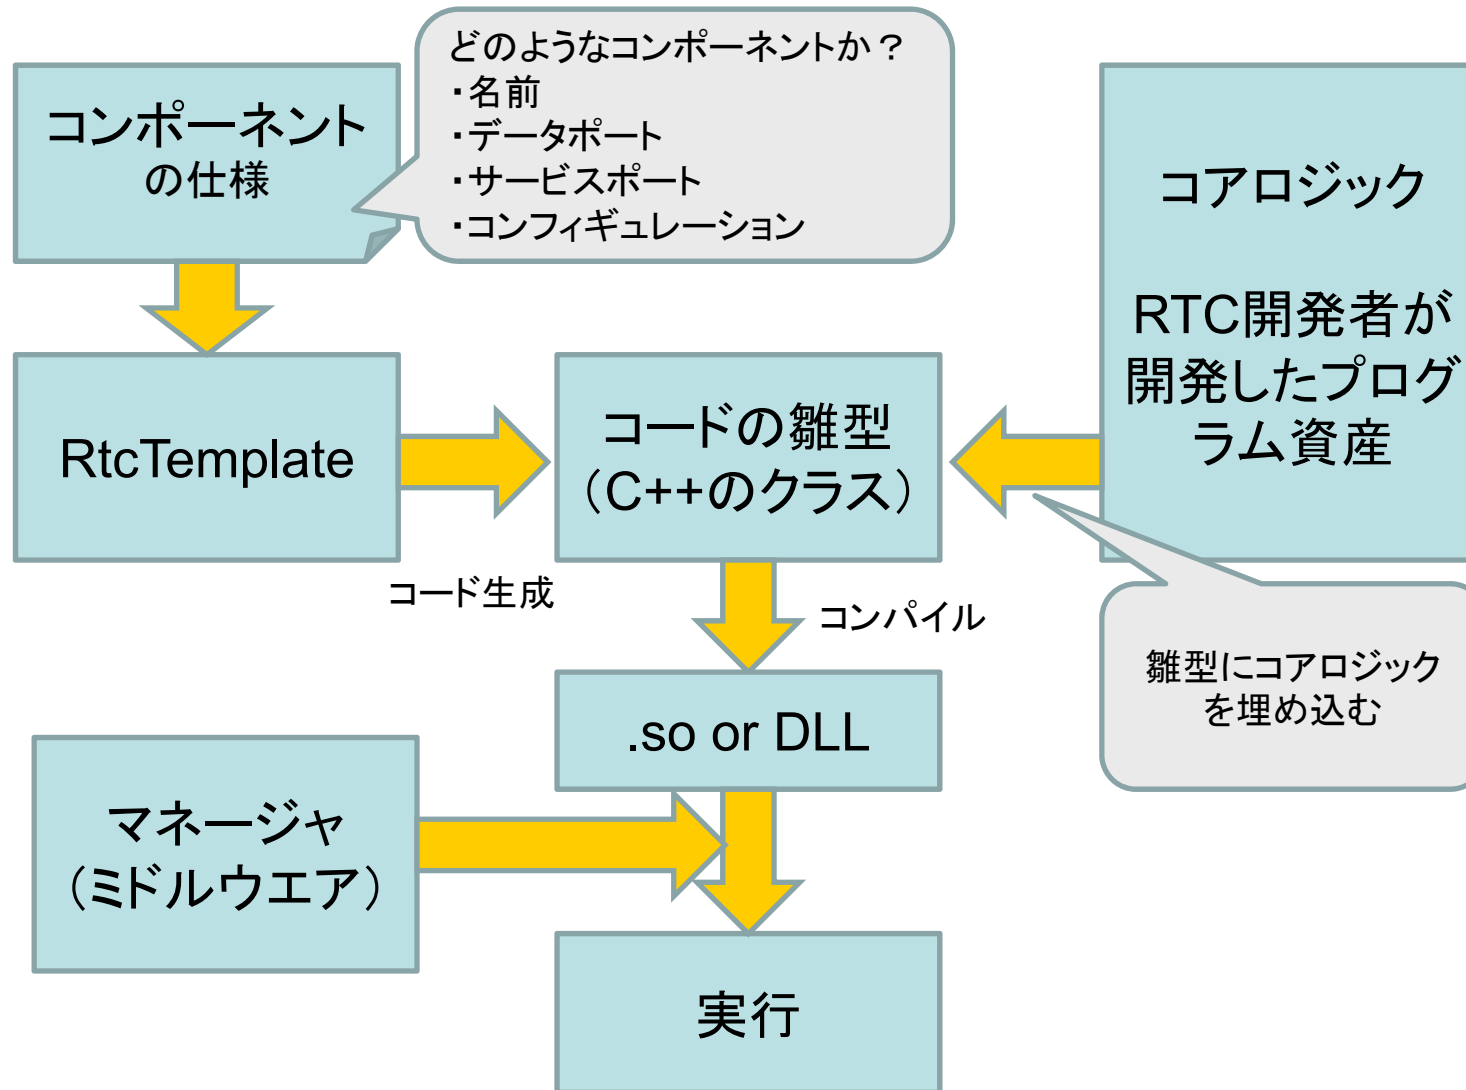 どのようなコンポーネントか？
・名前
・データポート
・サービスポート
・コンフィギュレーション
コンポーネント
の仕様
コアロジック
RTC開発者が
開発したプログ
ラム資産
RtcTemplate
コードの雛型
（C++のクラス）
コード生成
コンパイル
雛型にコアロジック
を埋め込む
.so or DLL
マネージャ
（ミドルウエア）
実行